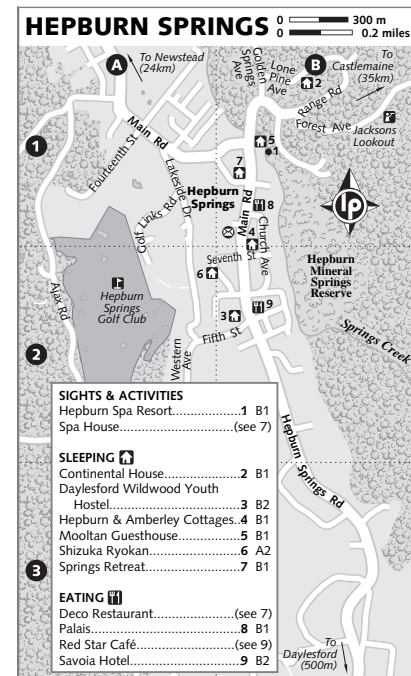 HEPBURN SPRINGS
0 300 m
0 0.2 miles
A
To Newstead
(24km)
Golden
Springs
Ave
Lone
Pine
Ave
B
2
To
Castlemaine
(35km)
Range Rd
Forest Ave
Jacksons
Lookout
1
Main Rd
Fourteenth St
Lakeside Dr
5
1
7
Hepburn
Springs
8
Main Rd
Church Ave
Golf Links Rd
4
lp
Seventh St
6
Hepburn
Mineral
Springs
Reserve
Ajax Rd
Hepburn
Springs
Golf Club
9
3
Fifth St
Springs Creek
2
Western
Ave
SIGHTS & ACTIVITIES
Hepburn Spa Resort..................1 B1
Spa House............................(see 7)
SLEEPING
Continental House..................2 B1
Daylesford Wildwood Youth
Hostel..................................3 B2
Hepburn & Amberley Cottages..4 B1
Mooltan Guesthouse...............5 B1
Shizuka Ryokan......................6 A2
Springs Retreat.......................7 B1
EATING
Deco Restaurant....................(see 7)
Palais.....................................8 B1
Red Star Café........................(see 9)
Savoia Hotel...........................9 B2
Hepburn Springs Rd
3
To
Daylesford
(500m)